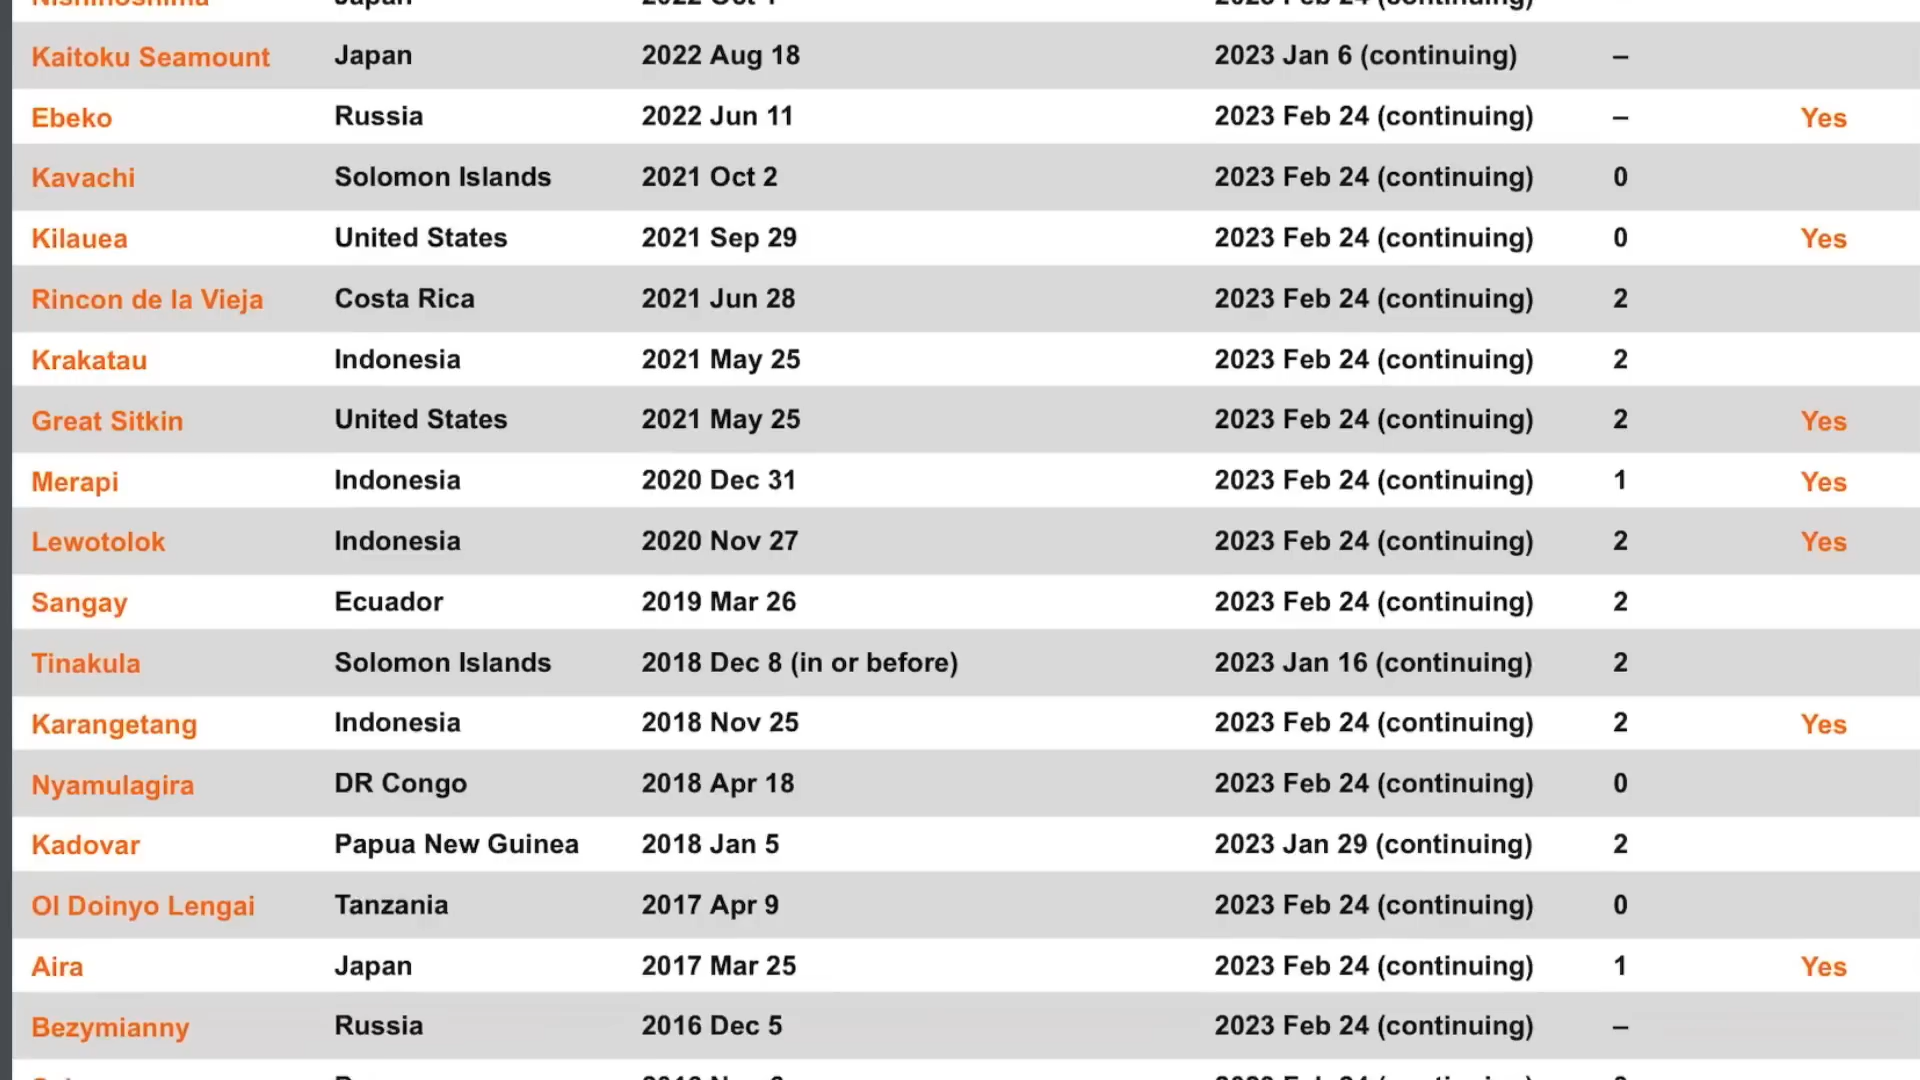 Nishinoshima Japan 2022 Oct 1 2023 Feb 24 (continuing)
Kaitoku Seamount Japan 2022 Aug 18 2023 Jan 6 (continuing) –
Ebeko Russia 2022 Jun 11 2023 Feb 24 (continuing) – Yes
Kavachi Solomon Islands 2021 Oct 2 2023 Feb 24 (continuing) 0
Kilauea United States 2021 Sep 29 2023 Feb 24 (continuing) 0 Yes
Rincon de la Vieja Costa Rica 2021 Jun 28 2023 Feb 24 (continuing) 2
Krakatau Indonesia 2021 May 25 2023 Feb 24 (continuing) 2
Great Sitkin United States 2021 May 25 2023 Feb 24 (continuing) 2 Yes
Merapi Indonesia 2020 Dec 31 2023 Feb 24 (continuing) 1 Yes
Lewotolok Indonesia 2020 Nov 27 2023 Feb 24 (continuing) 2 Yes
Sangay Ecuador 2019 Mar 26 2023 Feb 24 (continuing) 2
Tinakula Solomon Islands 2018 Dec 8 (in or before) 2023 Jan 16 (continuing) 2
Karangetang Indonesia 2018 Nov 25 2023 Feb 24 (continuing) 2 Yes
Nyamulagira DR Congo 2018 Apr 18 2023 Feb 24 (continuing) 0
Kadovar Papua New Guinea 2018 Jan 5 2023 Jan 29 (continuing) 2
Ol Doinyo Lengai Tanzania 2017 Apr 9 2023 Feb 24 (continuing) 0
Aira Japan 2017 Mar 25 2023 Feb 24 (continuing) 1 Yes
Bezymianny Russia 2016 Dec 5 2023 Feb 24 (continuing) –